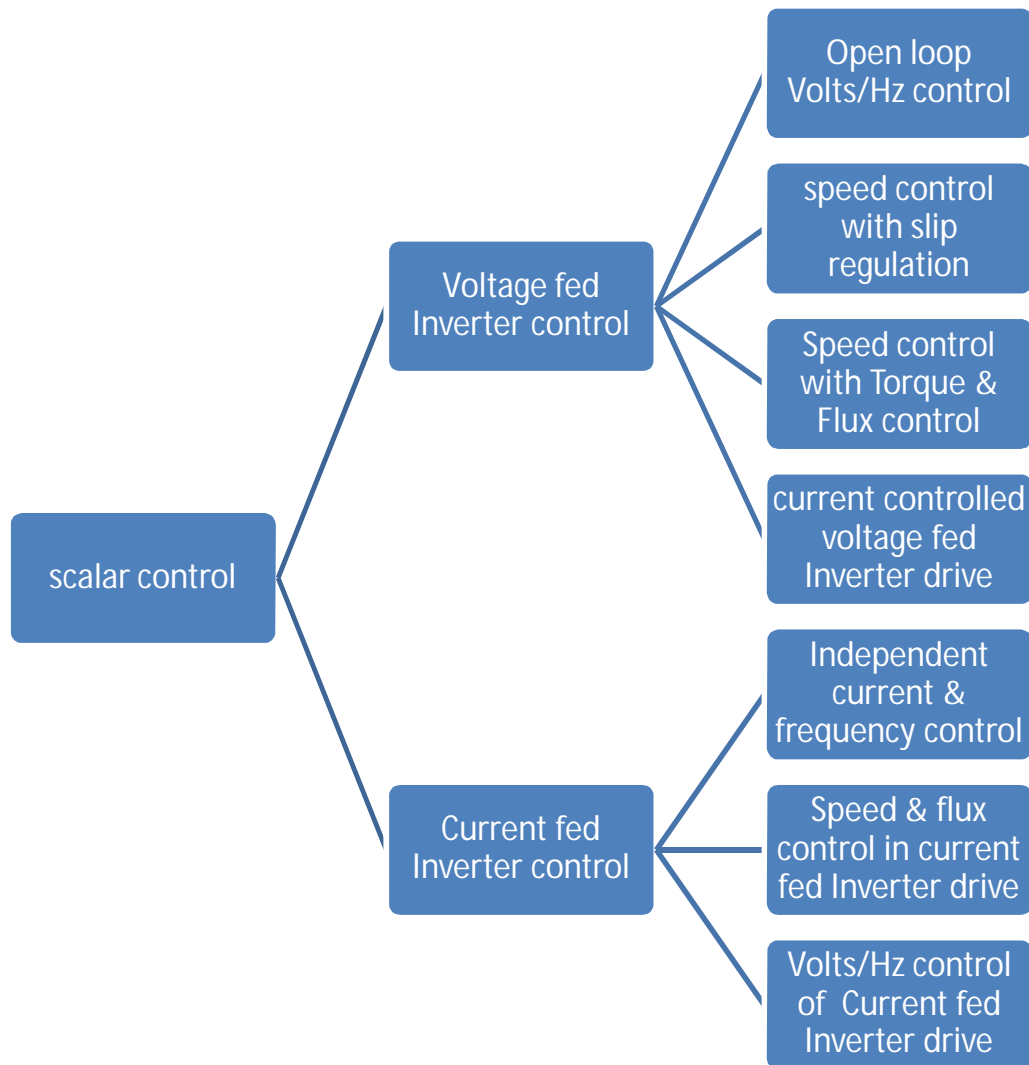 Open loop
Volts/Hz control
speed control
with slip
regulation
Voltage fed
Inverter control
Speed control
with Torque &
Flux control
current controlled
voltage fed
Inverter drive
scalar control
Independent
current &
frequency control
Current fed
Inverter control
Speed & flux
control in current
fed Inverter drive
Volts/Hz control
of Current fed
Inverter drive